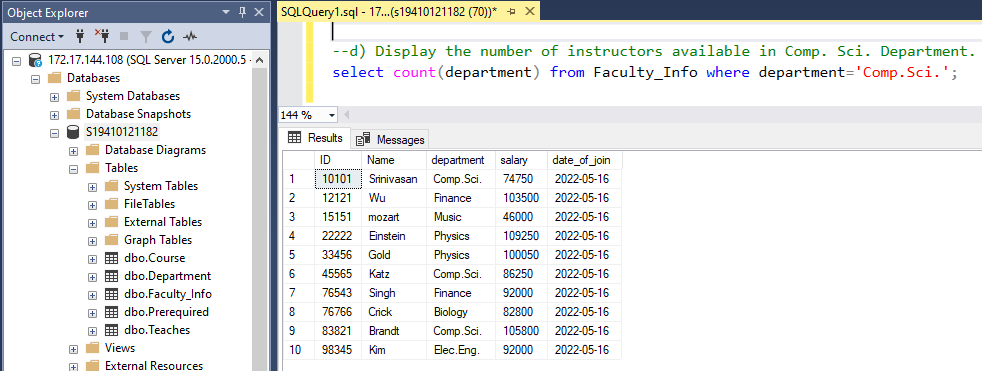 Object Explorer
Connect
172.17.144.108 (SQL Server 15.0.2000.5 -
Databases
System Databases
Database Snapshots
S19410121182
Database Diagrams
Tables
System Tables
FileTables
External Tables
Graph Tables
dbo.Course
dbo.Department
dbo.Faculty_Info
dbo.Prerequired
dbo.Teaches
Views
External Resources
SQLQuery1.sql - 17...(s19410121182 (70))*
--d) Display the number of instructors available in Comp. Sci. Department.
select count(department) from Faculty_Info where department='Comp.Sci.';
144 %
Results Messages
ID Name department salary date_of_join
1 10101 Srinivasan Comp.Sci. 74750 2022-05-16
2 12121 Wu Finance 103500 2022-05-16
3 15151 mozart Music 46000 2022-05-16
4 22222 Einstein Physics 109250 2022-05-16
5 33456 Gold Physics 100050 2022-05-16
6 45565 Katz Comp.Sci. 86250 2022-05-16
7 76543 Singh Finance 92000 2022-05-16
8 76766 Crick Biology 82800 2022-05-16
9 83821 Brandt Comp.Sci. 105800 2022-05-16
10 98345 Kim Elec.Eng. 92000 2022-05-16